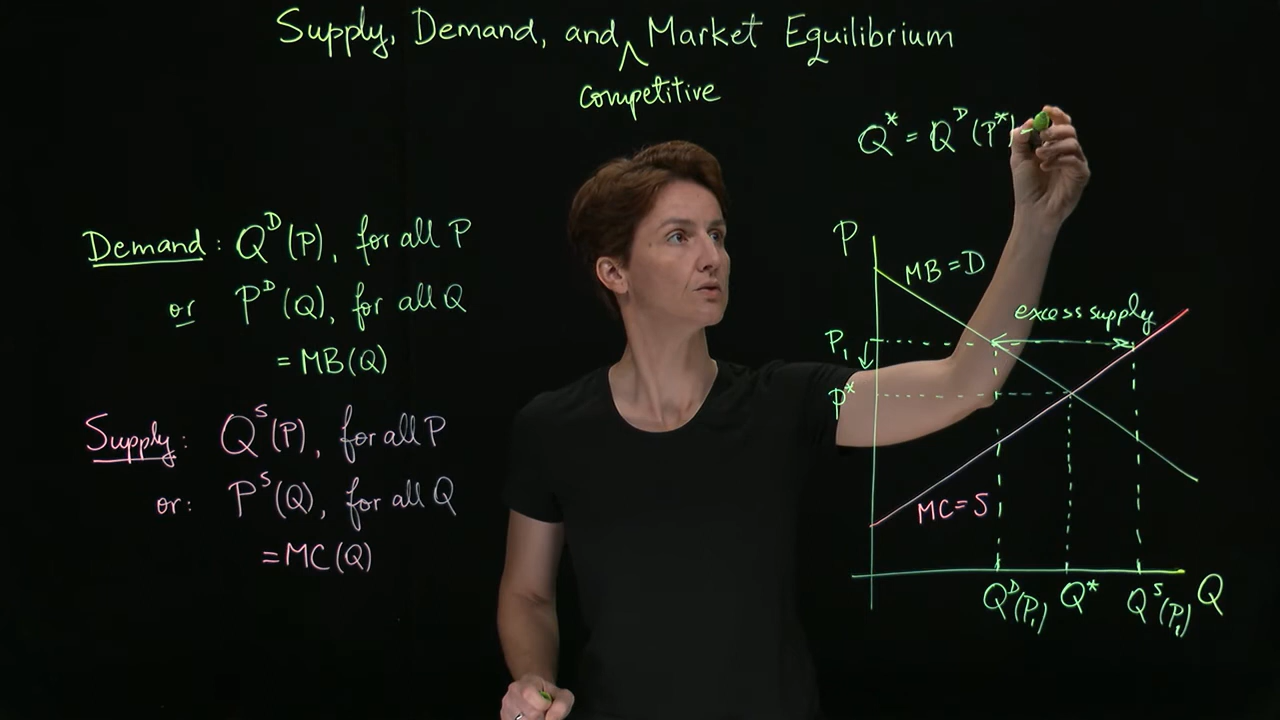 Supply, Demand, and Market Equilibrium
competitive
Q* = Q^D(P*) =
Demand: Q^D(P), for all P
or P^D(Q), for all Q
= MB(Q)
Supply: Q^S(P), for all P
or: P^S(Q), for all Q
= MC(Q)
P
MB = D
excess supply
P₁
P*
MC = S
Q^D(P₁) Q* Q^S(P₁) Q